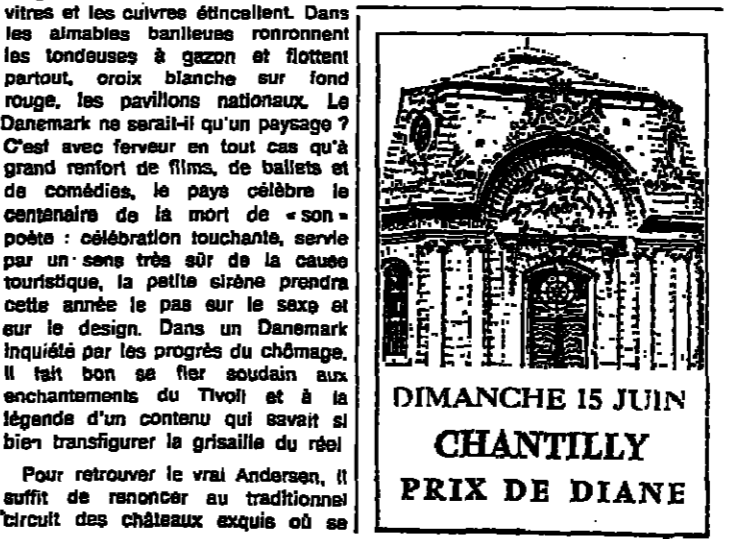 vitres et les cuivres étincellent. Dans
les aimables banlieues ronronnent
les tondeuses à gazon et flottent
partout, croix blanche sur fond
rouge, les pavillons nationaux. Le
Danemark ne serait-il qu'un paysage ?
C'est avec ferveur en tout cas qu'à
grand renfort de films, de ballets et
de comédies, le pays célèbre le
centenaire de la mort de « son »
poète : célébration touchante, servie
par un sens très sûr de la cause
touristique, la petite sirène prendra
cette année le pas sur le sexe et
sur le design. Dans un Danemark
inquiété par les progrès du chômage,
il fait bon se fier soudain aux
enchantements du Tivoli et à la
légende d'un contenu qui savait si
bien transfigurer la grisaille du réel
Pour retrouver le vrai Andersen, il
suffit de renoncer au traditionnel
circuit des châteaux exquis où se
DIMANCHE 15 JUIN
CHANTILLY
PRIX DE DIANE